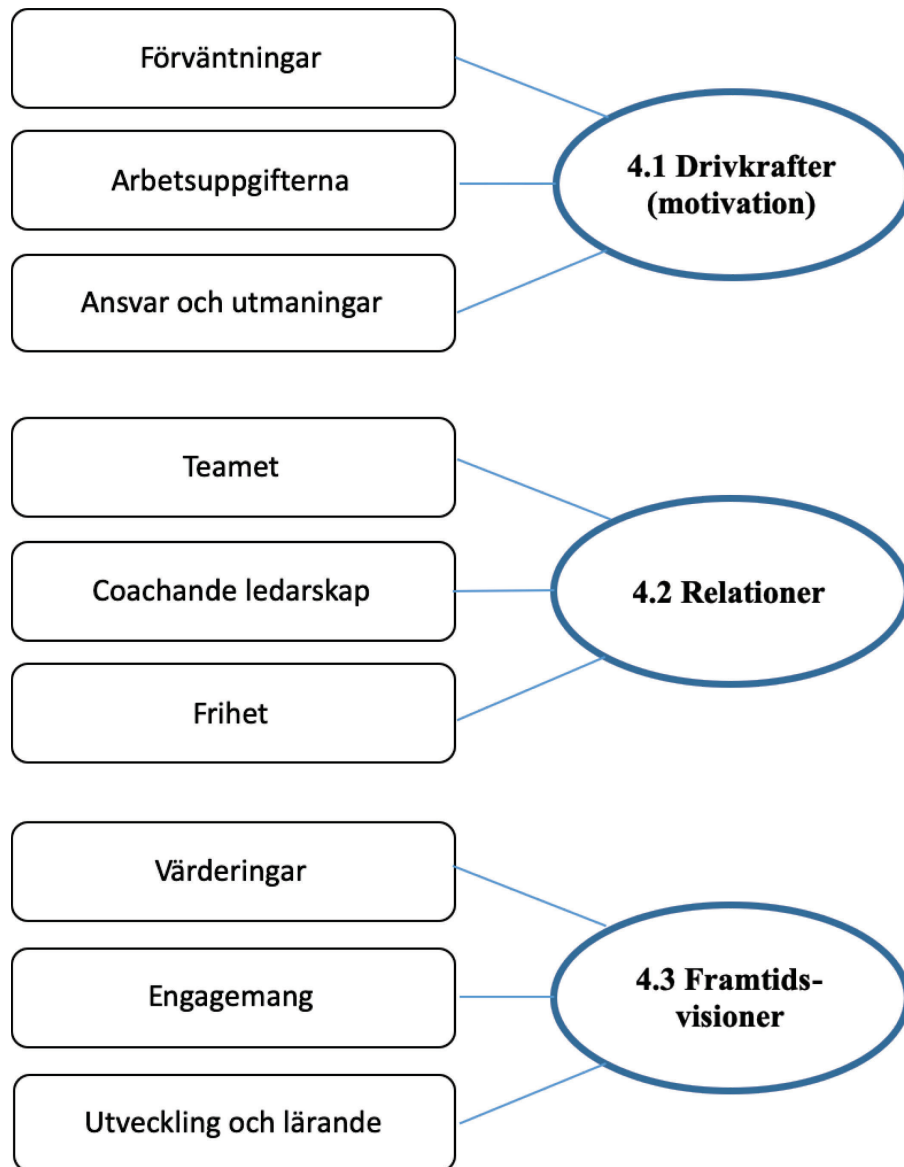 Förväntningar
Arbetsuppgifterna
Ansvar och utmaningar
4.1 Drivkrafter
(motivation)
Teamet
Coachande ledarskap
Frihet
4.2 Relationer
Värderingar
Engagemang
Utveckling och lärande
4.3 Framtids-
visioner